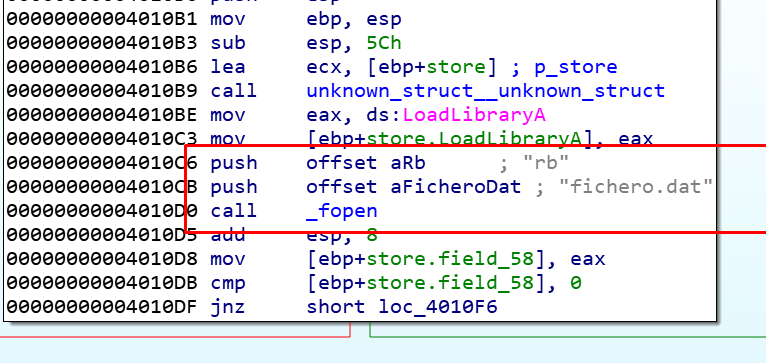 00000000004010B1 mov ebp, esp
00000000004010B3 sub esp, 5Ch
00000000004010B6 lea ecx, [ebp+store] ; p_store
00000000004010B9 call unknown_struct__unknown_struct
00000000004010BE mov eax, ds:LoadLibraryA
00000000004010C3 mov [ebp+store.LoadLibraryA], eax
00000000004010C6 push offset aRb ; "rb"
00000000004010CB push offset aFicheroDat ; "fichero.dat"
00000000004010D0 call _fopen
00000000004010D5 add esp, 8
00000000004010D8 mov [ebp+store.field_58], eax
00000000004010DB cmp [ebp+store.field_58], 0
00000000004010DF jnz short loc_4010F6